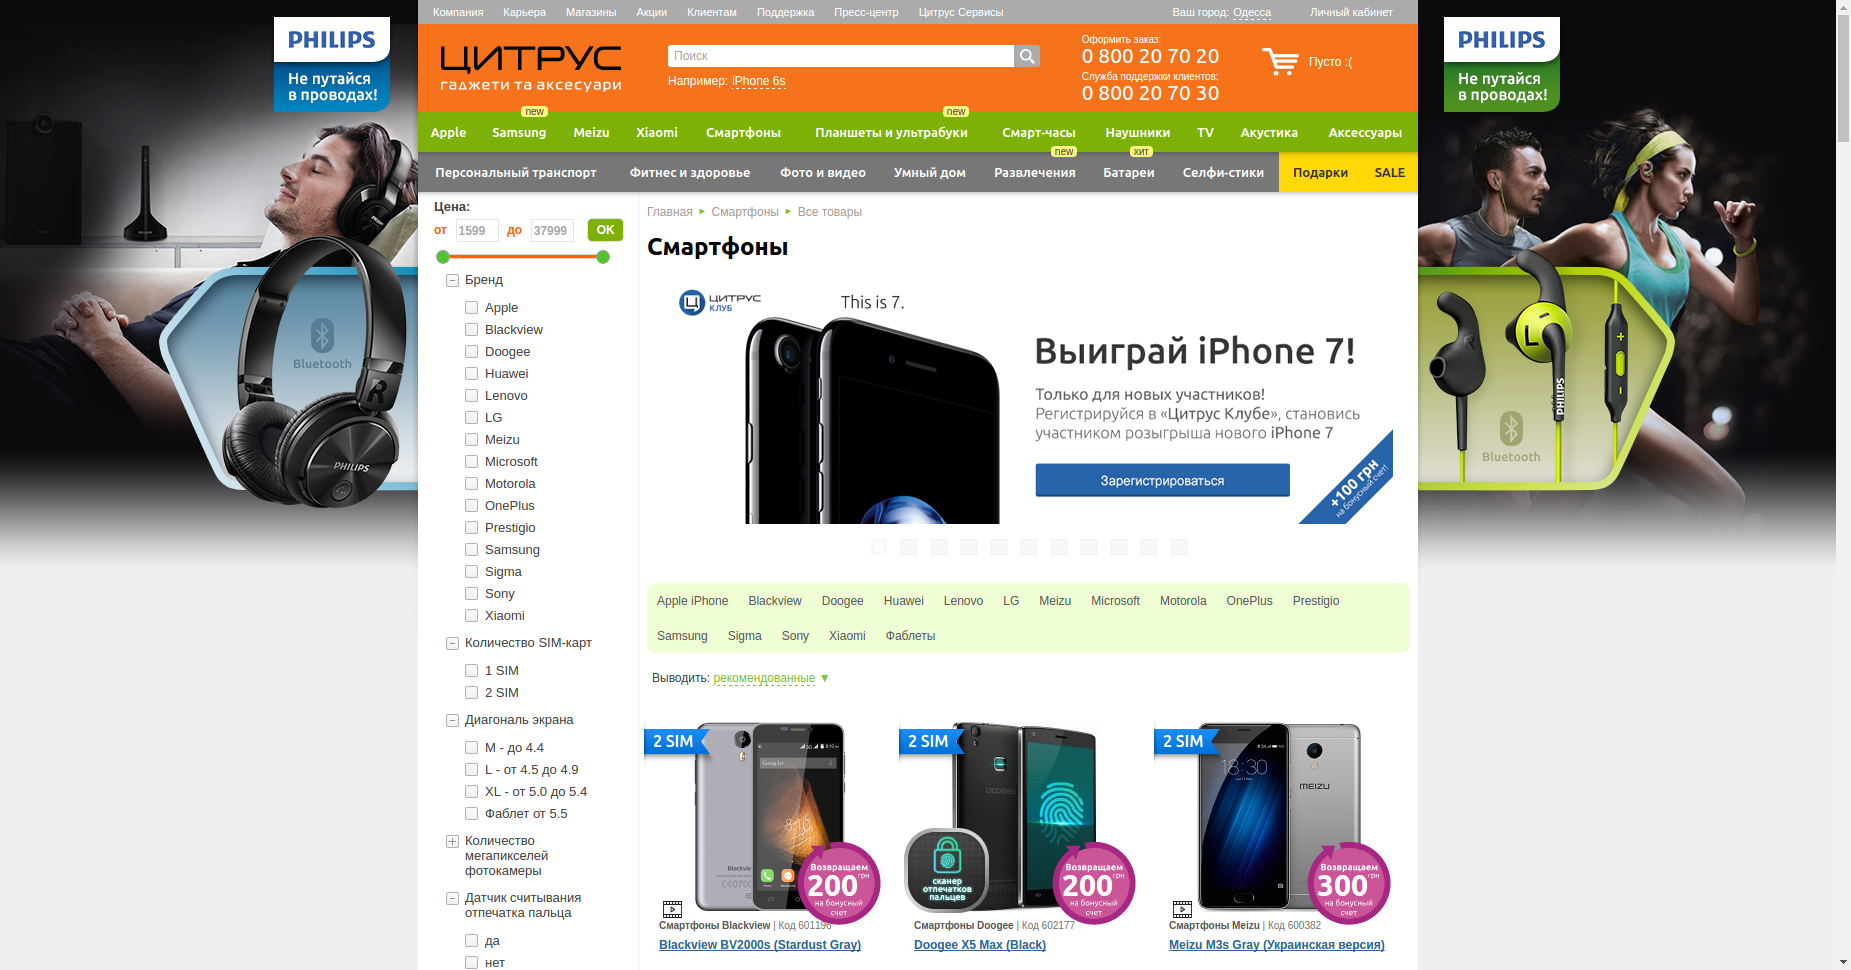 Компания Карьера Магазины Акции Клиентам Поддержка Пресс-центр Цитрус Сервисы Ваш город: Одесса Личный кабинет
PHILIPS
Не путайся
в проводах!
ЦИТРУС
гаджети та аксесуари
Поиск
Например: iPhone 6s
Оформить заказ:
0 800 20 70 20
Служба поддержки клиентов:
0 800 20 70 30
Пусто :(
PHILIPS
Не путайся
в проводах!
new new
Apple Samsung Meizu Xiaomi Смартфоны Планшеты и ультрабуки Смарт-часы Наушники TV Акустика Аксессуары
new хит
Персональный транспорт Фитнес и здоровье Фото и видео Умный дом Развлечения Батареи Селфи-стики Подарки SALE
Цена:
от 1599 до 37999 OK
Бренд
Apple
Blackview
Doogee
Huawei
Lenovo
LG
Meizu
Microsoft
Motorola
OnePlus
Prestigio
Samsung
Sigma
Sony
Xiaomi
Количество SIM-карт
1 SIM
2 SIM
Диагональ экрана
M - до 4.4
L - от 4.5 до 4.9
XL - от 5.0 до 5.4
Фаблет от 5.5
Количество
мегапикселей
фотокамеры
Датчик считывания
отпечатка пальца
да
нет
Bluetooth
R
PHILIPS
Главная ► Смартфоны ► Все товары
Смартфоны
ЦИТРУС
КЛУБ
This is 7.
Выиграй iPhone 7!
Только для новых участников!
Регистрируйся в «Цитрус Клубе», становись
участником розыгрыша нового iPhone 7
Зарегистрироваться
+100 грн
на бонусный счет!
L
R
PHILIPS
Bluetooth
Apple iPhone Blackview Doogee Huawei Lenovo LG Meizu Microsoft Motorola OnePlus Prestigio
Samsung Sigma Sony Xiaomi Фаблеты
Выводить: рекомендованные ▼
2 SIM
Google
Blackview
Возвращаем
200 грн
на бонусный
счет
Смартфоны Blackview | Код 601196
Blackview BV2000s (Stardust Gray)
2 SIM
DOOGEE
сканер
отпечатков
пальцев
Возвращаем
200 грн
на бонусный
счет
Смартфоны Doogee | Код 602177
Doogee X5 Max (Black)
2 SIM
18:30
MEIZU
Возвращаем
300 грн
на бонусный
счет
Смартфоны Meizu | Код 600382
Meizu M3s Gray (Украинская версия)